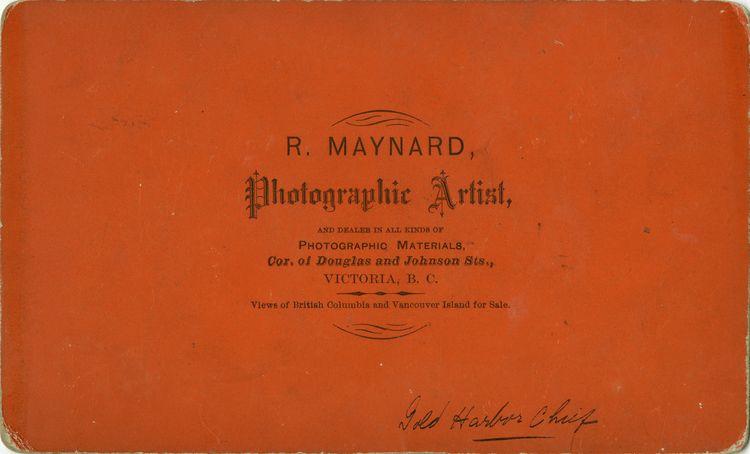 R. MAYNARD,
Photographic Artist,
AND DEALER IN ALL KINDS OF
PHOTOGRAPHIC MATERIALS,
Cor. of Douglas and Johnson Sts.,
VICTORIA, B. C.
Views of British Columbia and Vancouver Island for Sale.
Gold Harbor Chief